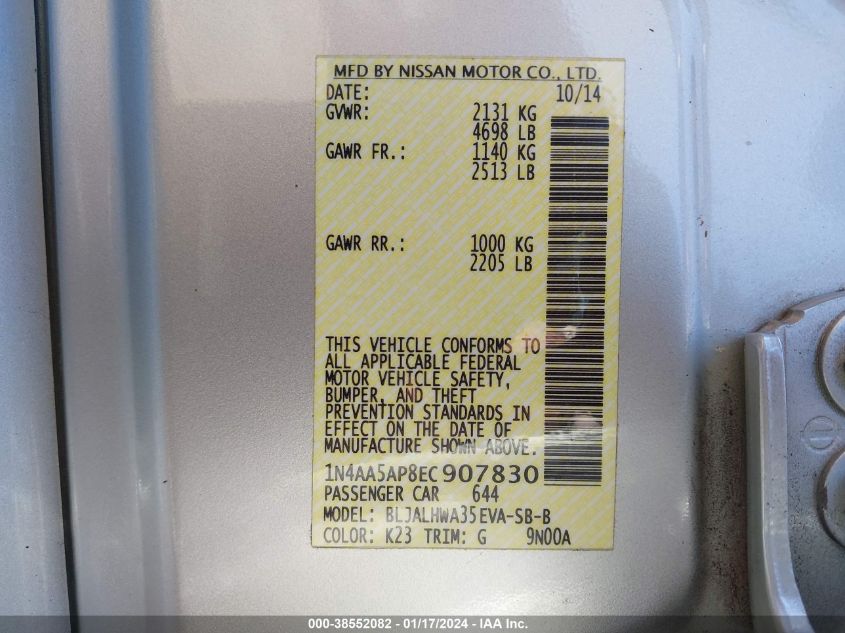 MFD BY NISSAN MOTOR CO., LTD.
DATE: 10/14
GVWR: 2131 KG
4698 LB
GAWR FR.: 1140 KG
2513 LB
GAWR RR.: 1000 KG
2205 LB
THIS VEHICLE CONFORMS TO
ALL APPLICABLE FEDERAL
MOTOR VEHICLE SAFETY,
BUMPER, AND THEFT
PREVENTION STANDARDS IN
EFFECT ON THE DATE OF
MANUFACTURE SHOWN ABOVE.
1N4AA5AP8EC907830
PASSENGER CAR 644
MODEL: BLJALHWA35EVA-SB-B
COLOR: K23 TRIM: G 9N00A
000-38552082 - 01/17/2024 - IAA Inc.